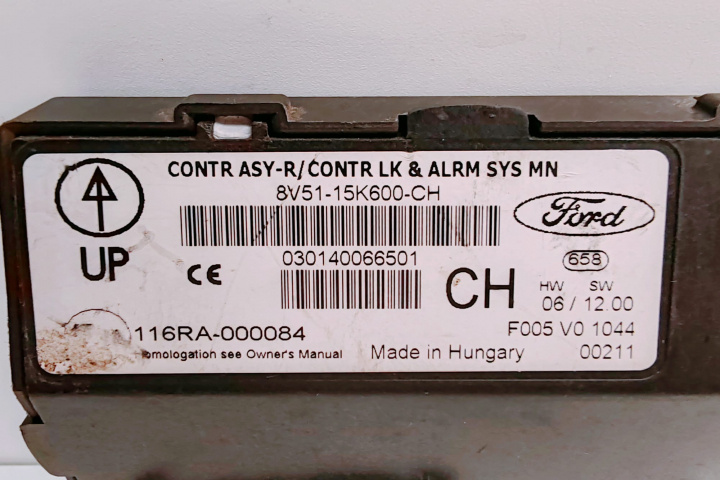 CONTR ASY-R/CONTR LK & ALRM SYS MN
8V51-15K600-CH
Ford
UP
CE
030140066501
CH
658
HW SW
06 / 12.00
116RA-000084
F005 V0 1044
see Owner's Manual
Made in Hungary
00211